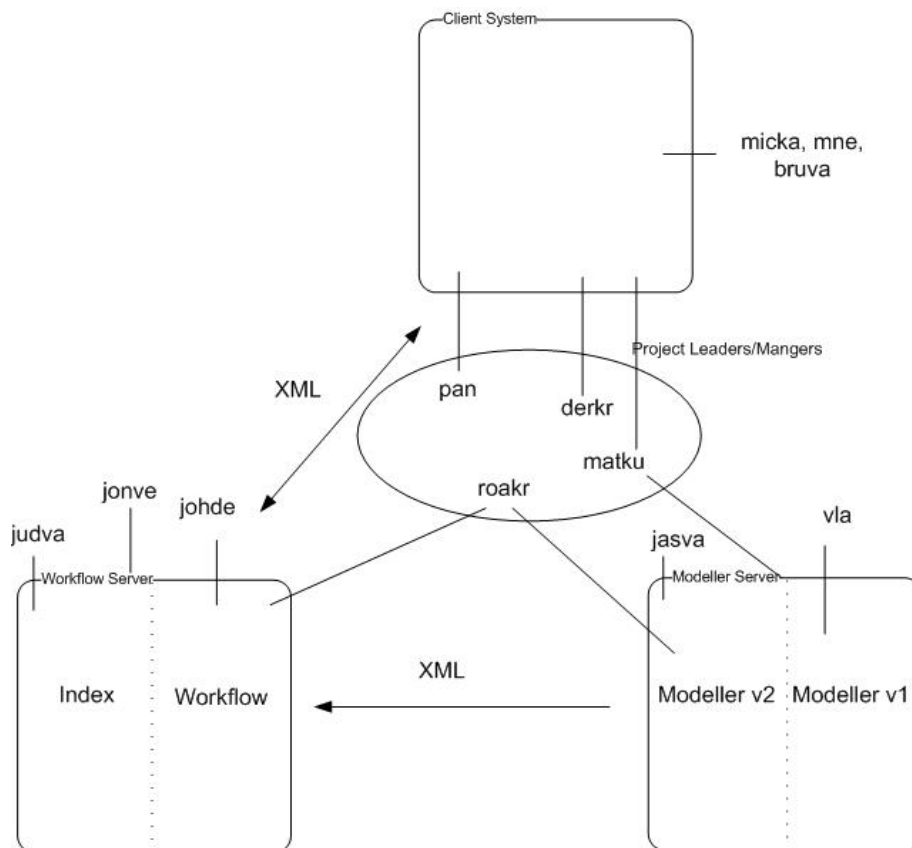 Client System
micka, mne,
bruva
Project Leaders/Mangers
XML
pan
derkr
matku
roakr
jonve
johde
judva
Workflow Server
Index
Workflow
XML
vla
jasva
Modeller Server
Modeller v2
Modeller v1